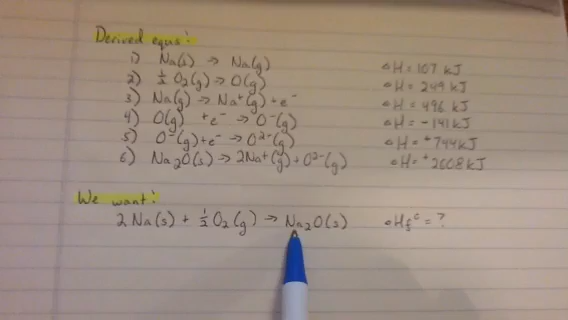 Derived equs:
1) Na(s) → Na(g) ΔH = 107 kJ
2) ½ O₂(g) → O(g) ΔH = 249 kJ
3) Na(g) → Na⁺(g) + e⁻ ΔH = 496 kJ
4) O(g) + e⁻ → O⁻(g) ΔH = -141 kJ
5) O⁻(g) + e⁻ → O²⁻(g) ΔH = +744 kJ
6) Na₂O(s) → 2Na⁺(g) + O²⁻(g) ΔH = +2608 kJ
We want:
2 Na(s) + ½ O₂(g) → Na₂O(s) ΔHf° = ?